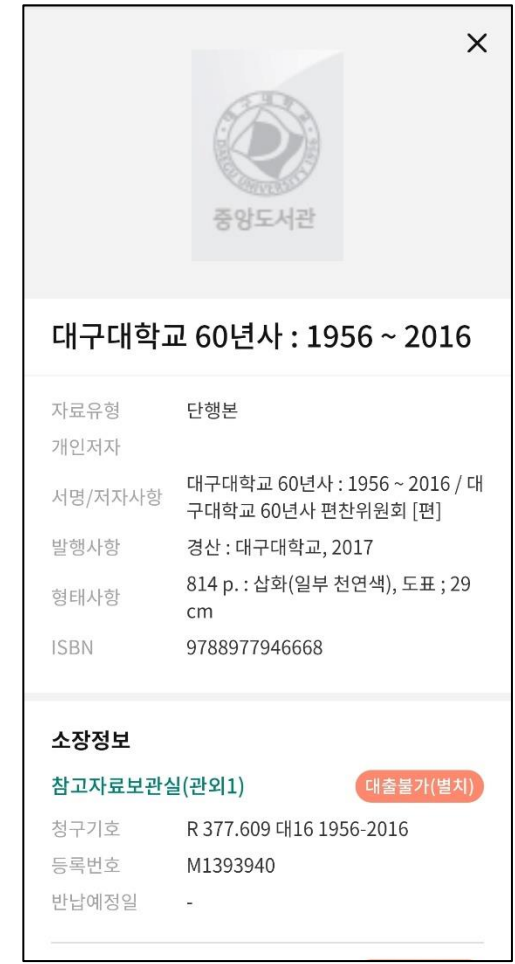 대구대학교
DAEGU UNIVERSITY 1956
중앙도서관
대구대학교 60년사 : 1956 ~ 2016
자료유형 단행본
개인저자
서명/저자사항 대구대학교 60년사 : 1956 ~ 2016 / 대
구대학교 60년사 편찬위원회 [편]
발행사항 경산 : 대구대학교, 2017
형태사항 814 p. : 삽화(일부 천연색), 도표 ; 29
cm
ISBN 9788977946668
소장정보
참고자료보관실(관외1) 대출불가(별치)
청구기호 R 377.609 대16 1956-2016
등록번호 M1393940
반납예정일 -